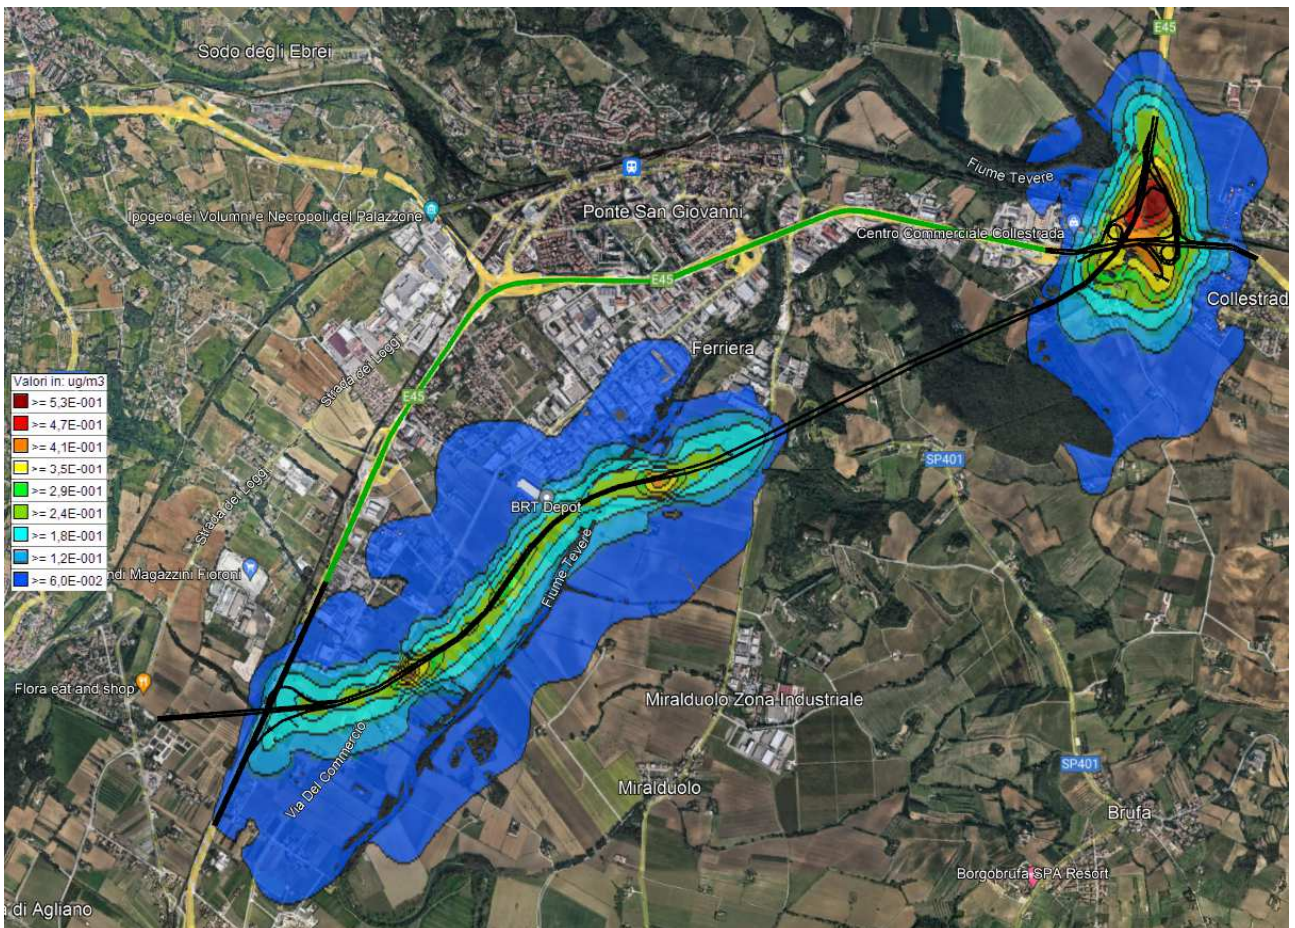 E45
Sodo degli Ebrei
Fiume Tevere
Ipogeo dei Volumni e Necropoli del Palazzone
Ponte San Giovanni
Centro Commerciale Collestrada
E45
Collestrad
Ferriera
Strada dei Loggi
E45
Valori in: ug/m3
>= 5,3E-001
>= 4,7E-001
>= 4,1E-001
>= 3,5E-001
>= 2,9E-001
>= 2,4E-001
>= 1,8E-001
>= 1,2E-001
>= 6,0E-002
SP401
Strada dei Loggi
BRT Depot
Fiume Tevere
ndi Magazzini Fioroni
Flora eat and shop
Miralduolo Zona Industriale
Via Del Commercio
SP401
Miralduolo
Brufa
Borgobrufa SPA Resort
a di Agliano